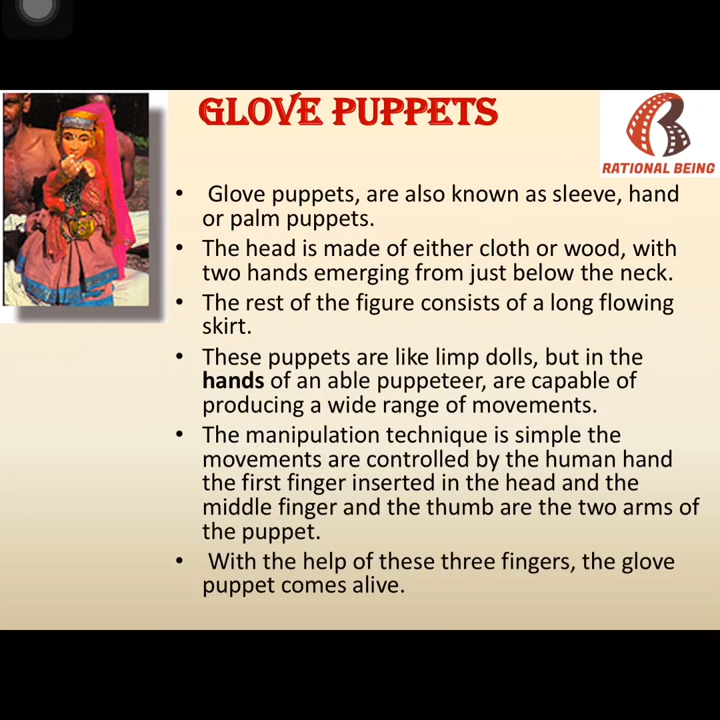 GLOVE PUPPETS
RATIONAL BEING
• Glove puppets, are also known as sleeve, hand
or palm puppets.
• The head is made of either cloth or wood, with
two hands emerging from just below the neck.
• The rest of the figure consists of a long flowing
skirt.
• These puppets are like limp dolls, but in the
hands of an able puppeteer, are capable of
producing a wide range of movements.
• The manipulation technique is simple the
movements are controlled by the human hand
the first finger inserted in the head and the
middle finger and the thumb are the two arms of
the puppet.
• With the help of these three fingers, the glove
puppet comes alive.